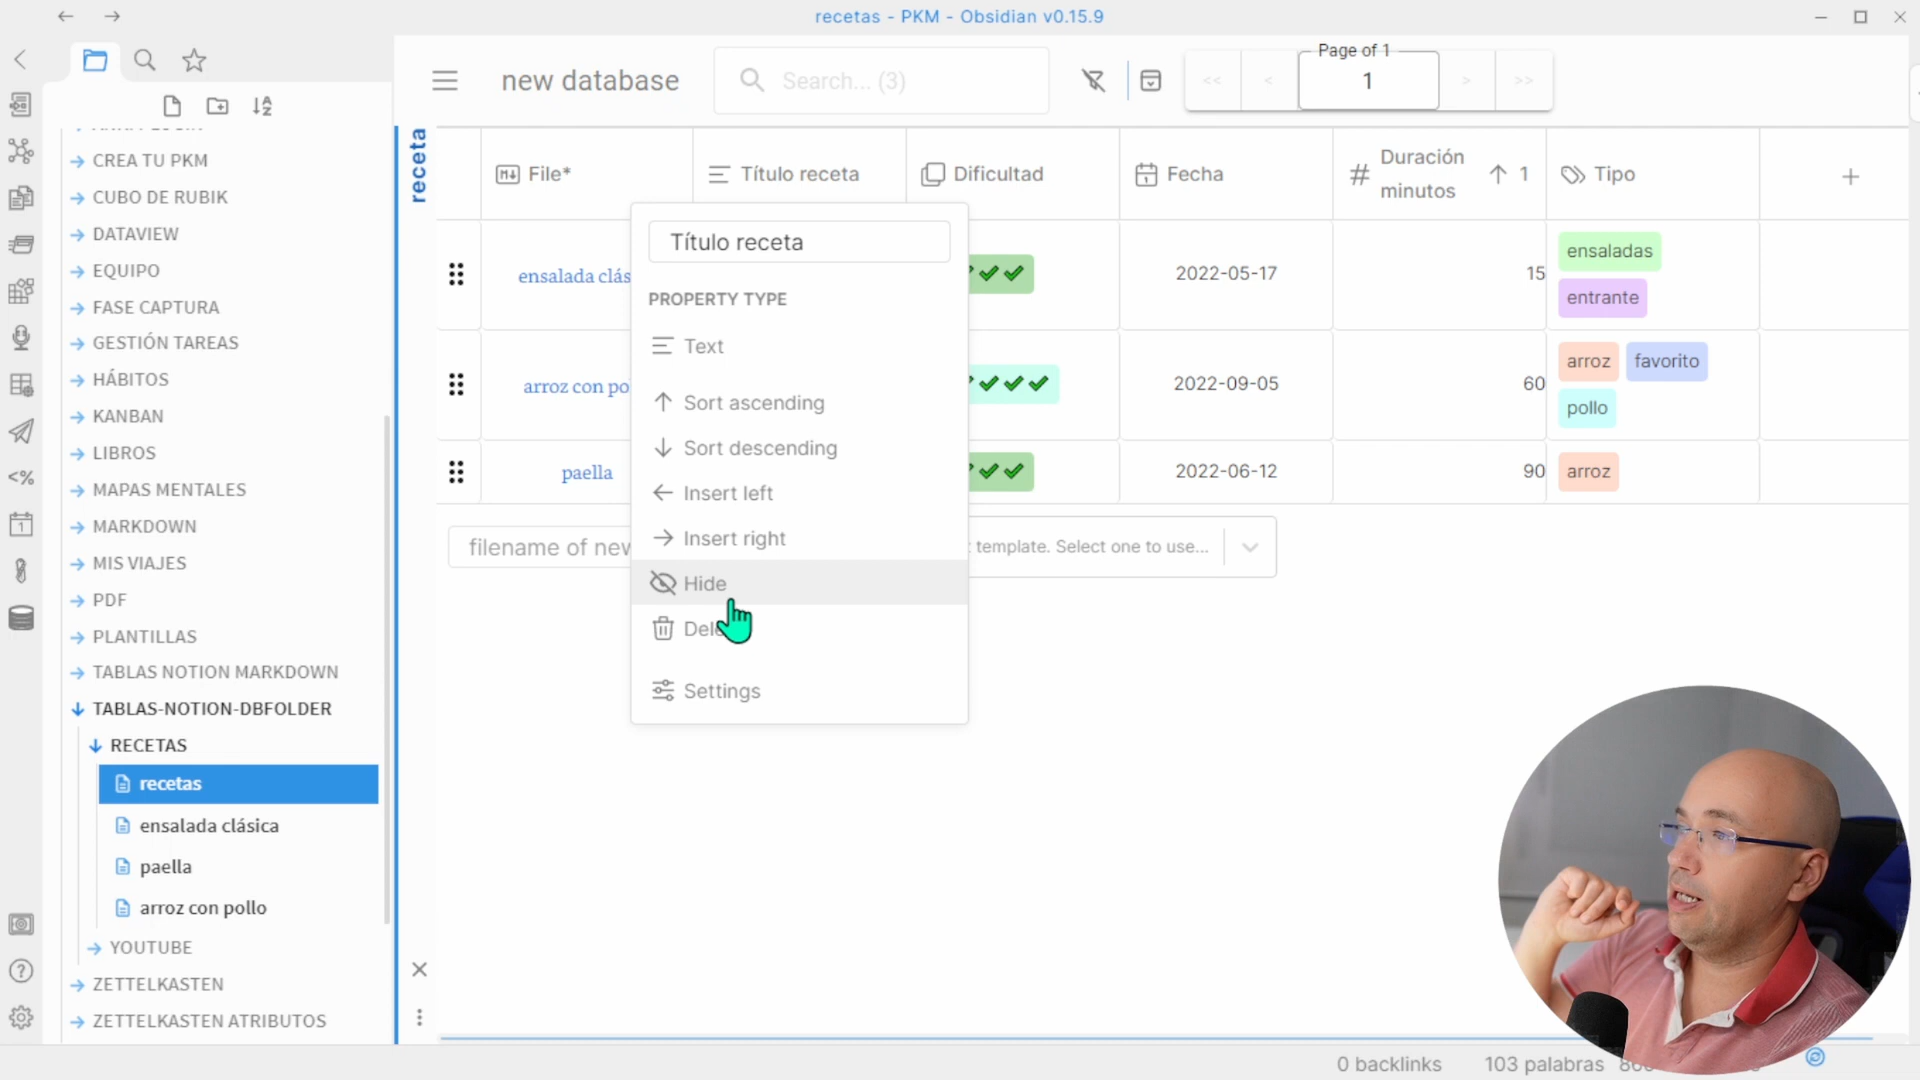 recetas - PKM - Obsidian v0.15.9
CREA TU PKM
CUBO DE RUBIK
DATAVIEW
EQUIPO
FASE CAPTURA
GESTIÓN TAREAS
HÁBITOS
KANBAN
LIBROS
MAPAS MENTALES
MARKDOWN
MIS VIAJES
PDF
PLANTILLAS
TABLAS NOTION MARKDOWN
TABLAS-NOTION-DBFOLDER
RECETAS
recetas
ensalada clásica
paella
arroz con pollo
YOUTUBE
ZETTELKASTEN
ZETTELKASTEN ATRIBUTOS
receta
new database
Search... (3)
<<
<
Page of 1
1
>
>>
File*
Título receta
Dificultad
Fecha
Duración
minutos
1
Tipo
+
ensalada clás
2022-05-17
15
ensaladas
entrante
arroz con po
2022-09-05
60
arroz
favorito
pollo
paella
2022-06-12
90
arroz
filename of new
template. Select one to use...
Título receta
PROPERTY TYPE
Text
Sort ascending
Sort descending
Insert left
Insert right
Hide
Dele
Settings
0 backlinks
103 palabras